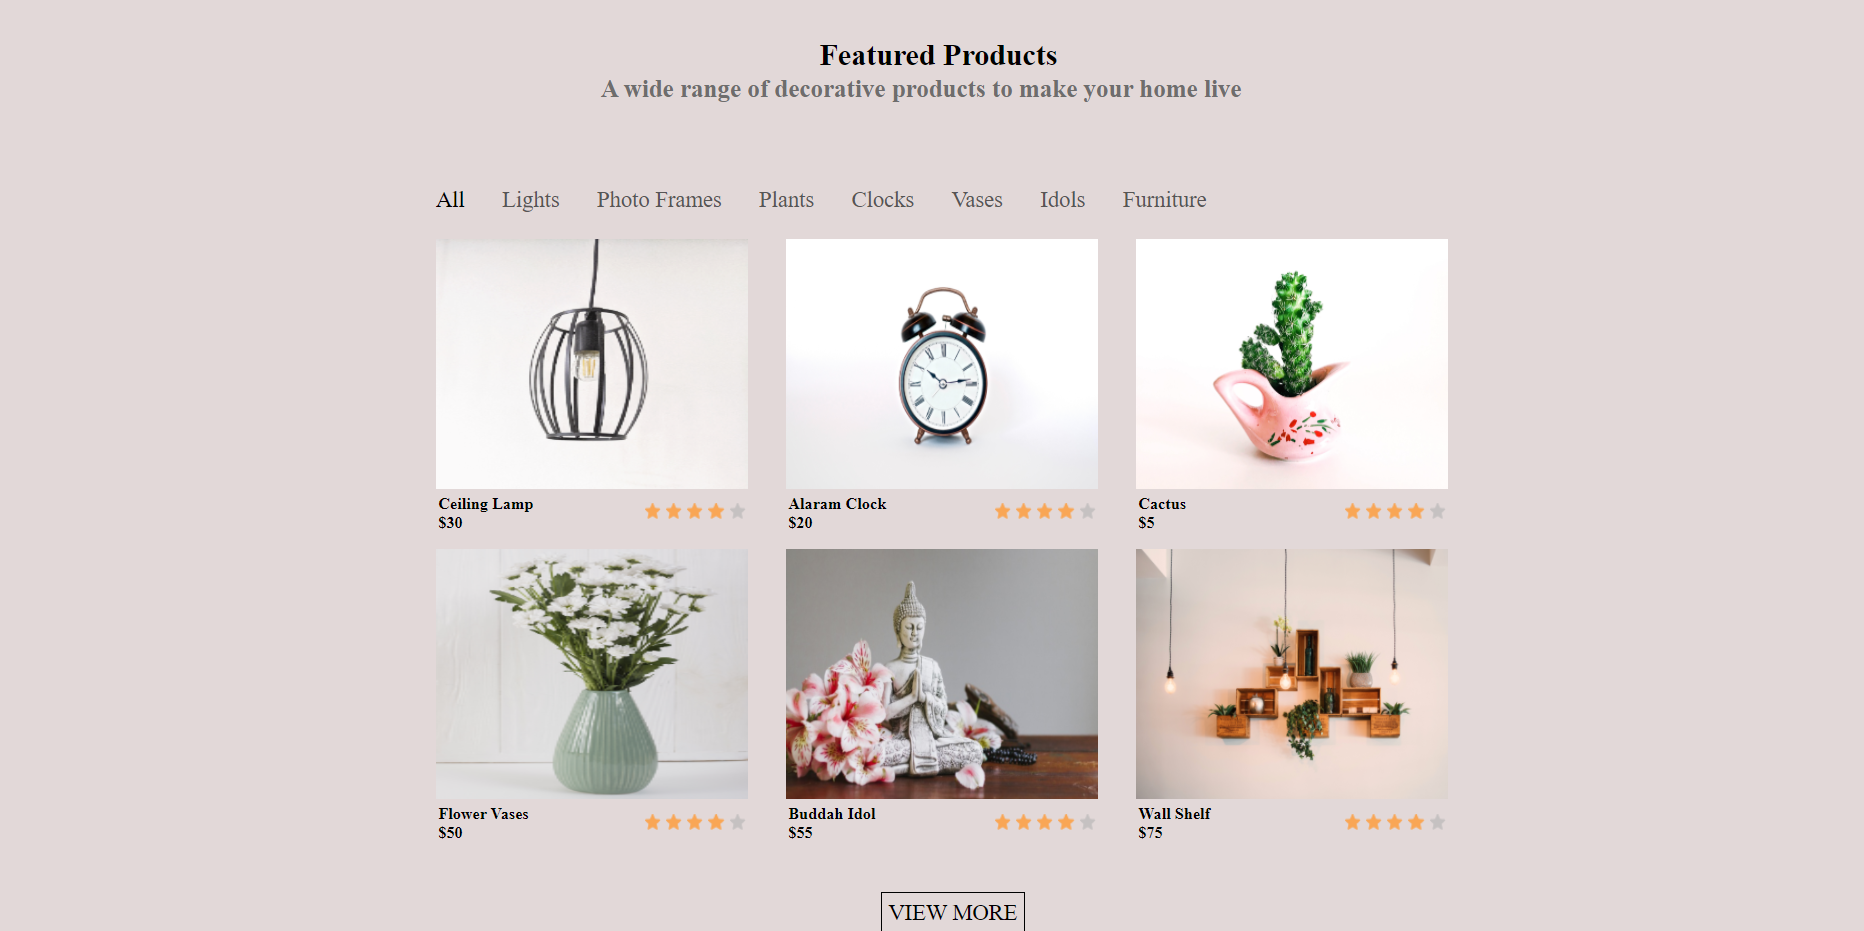 Featured Products
A wide range of decorative products to make your home live
All Lights Photo Frames Plants Clocks Vases Idols Furniture
Ceiling Lamp
$30
Alaram Clock
$20
Cactus
$5
Flower Vases
$50
Buddah Idol
$55
Wall Shelf
$75
VIEW MORE